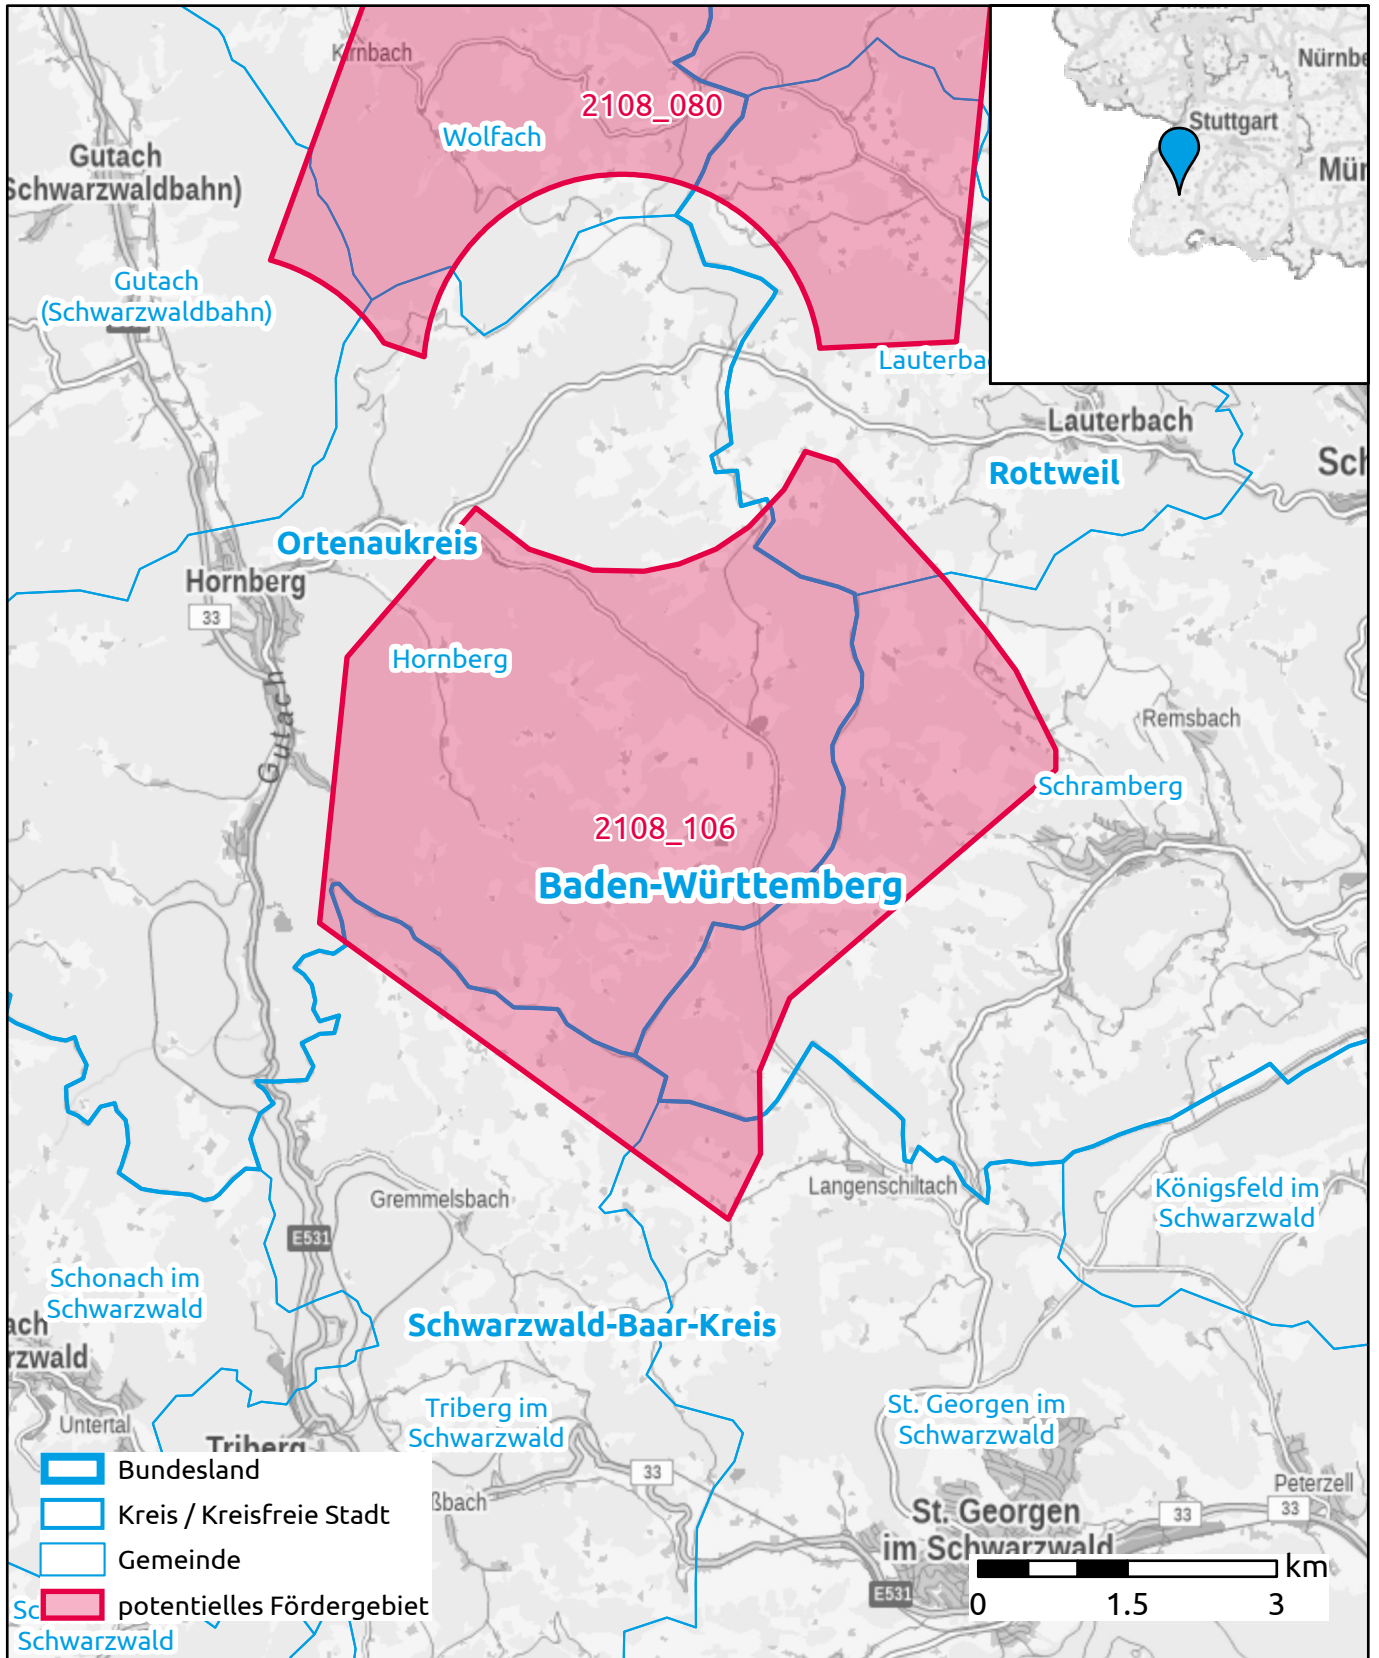 Kirnbach
2108_080
Wolfach
Nürnbe
Stuttgart
Mür
Gutach
Schwarzwaldbahn)
Gutach
(Schwarzwaldbahn)
Lauterba
Lauterbach
Rottweil
Sch
Ortenaukreis
Hornberg
33
Hornberg
Gutach
Remsbach
Schramberg
2108_106
Baden-Württemberg
Langenschiltach
Königsfeld im
Schwarzwald
Gremmelsbach
E531
Schonach im
Schwarzwald
ach
rzwald
Schwarzwald-Baar-Kreis
Untertal
Triberg im
Schwarzwald
St. Georgen im
Schwarzwald
Triberg
33
ßbach
Peterzell
33
33
St. Georgen
im Schwarzwald
E531
Bundesland
Kreis / Kreisfreie Stadt
Gemeinde
potentielles Fördergebiet
Sc
Schwarzwald
km
0 1.5 3